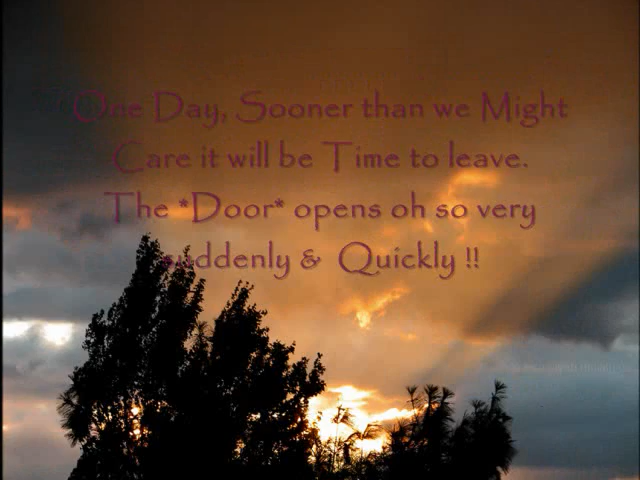 One Day, Sooner than we Might
Care it will be Time to leave.
The *Door* opens oh so very
suddenly & Quickly !!